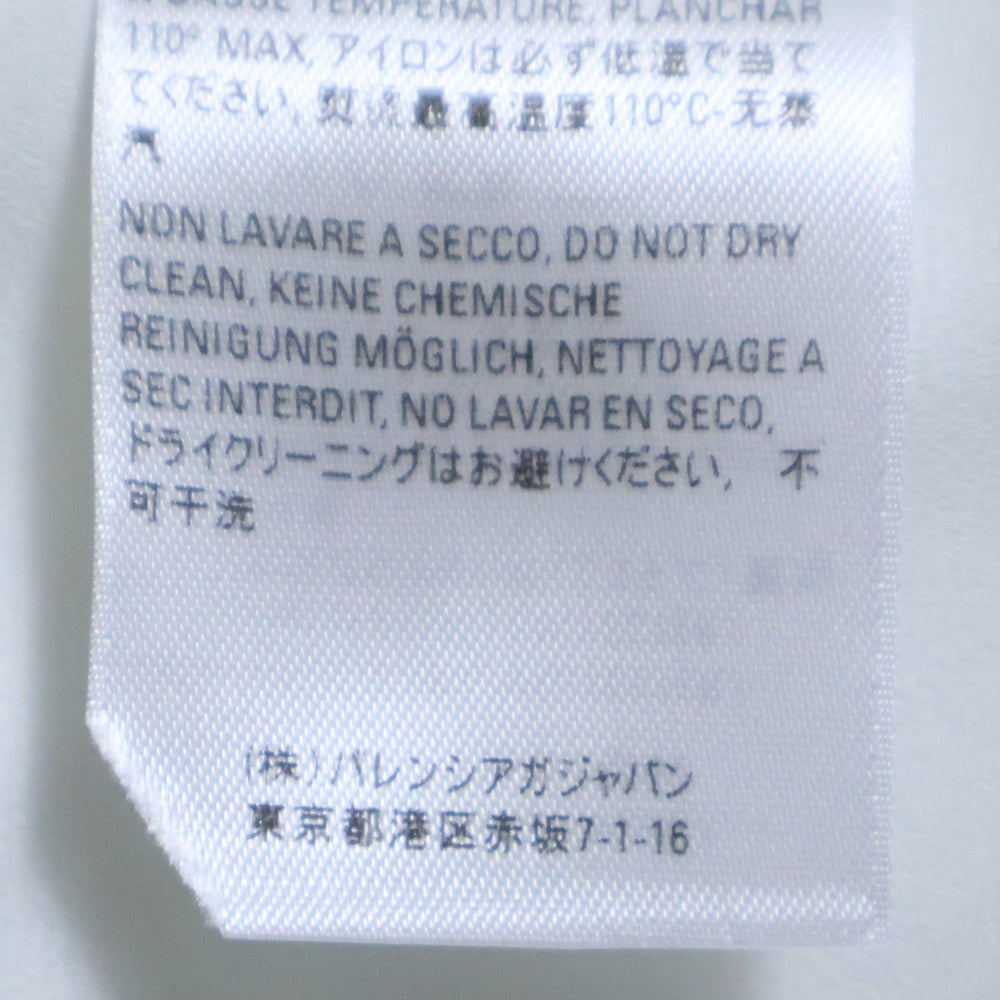 BASSE TEMPERATURE, PLANCHAR
110° MAX, アイロンは必ず低温で当て
てください, 熨烫最高温度110°C-无蒸
汽
NON LAVARE A SECCO, DO NOT DRY
CLEAN, KEINE CHEMISCHE
REINIGUNG MÖGLICH, NETTOYAGE A
SEC INTERDIT, NO LAVAR EN SECO,
ドライクリーニングはお避けください, 不
可干洗
(株)バレンシアガジャパン
東京都港区赤坂7-1-16